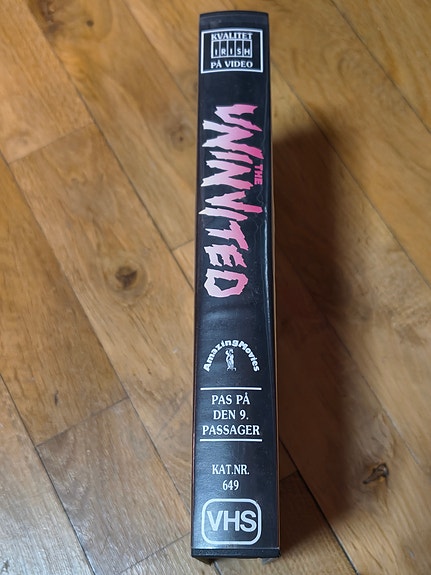 KVALITET
IRISH
PÅ VIDEO
THE
UNINVITED
AmazingMovies
PAS PÅ
DEN 9.
PASSAGER
KAT.NR.
649
VHS